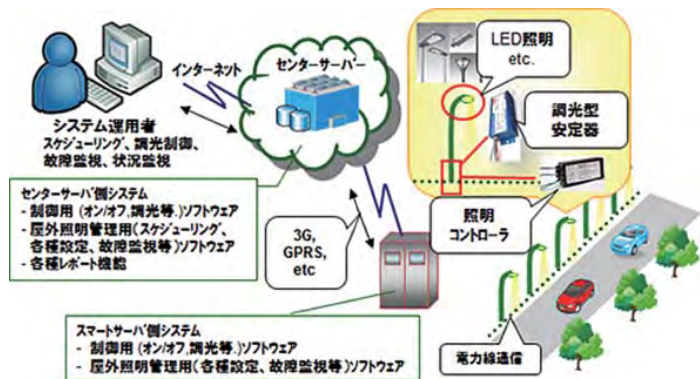 インターネット
センターサーバー
LED照明
etc.
調光型
安定器
システム運用者
スケジューリング、調光制御、
故障監視、状況監視
センターサーバ側システム
- 制御用 (オン/オフ,調光等.)ソフトウェア
- 屋外照明管理用(スケジューリング、
各種設定、故障監視等)ソフトウェア
- 各種レポート機能
3G,
GPRS,
etc
照明
コントローラ
スマートサーバ側システム
- 制御用 (オン/オフ,調光等.)ソフトウェア
- 屋外照明管理用(各種設定、故障監視等)ソフトウェア
電力線通信